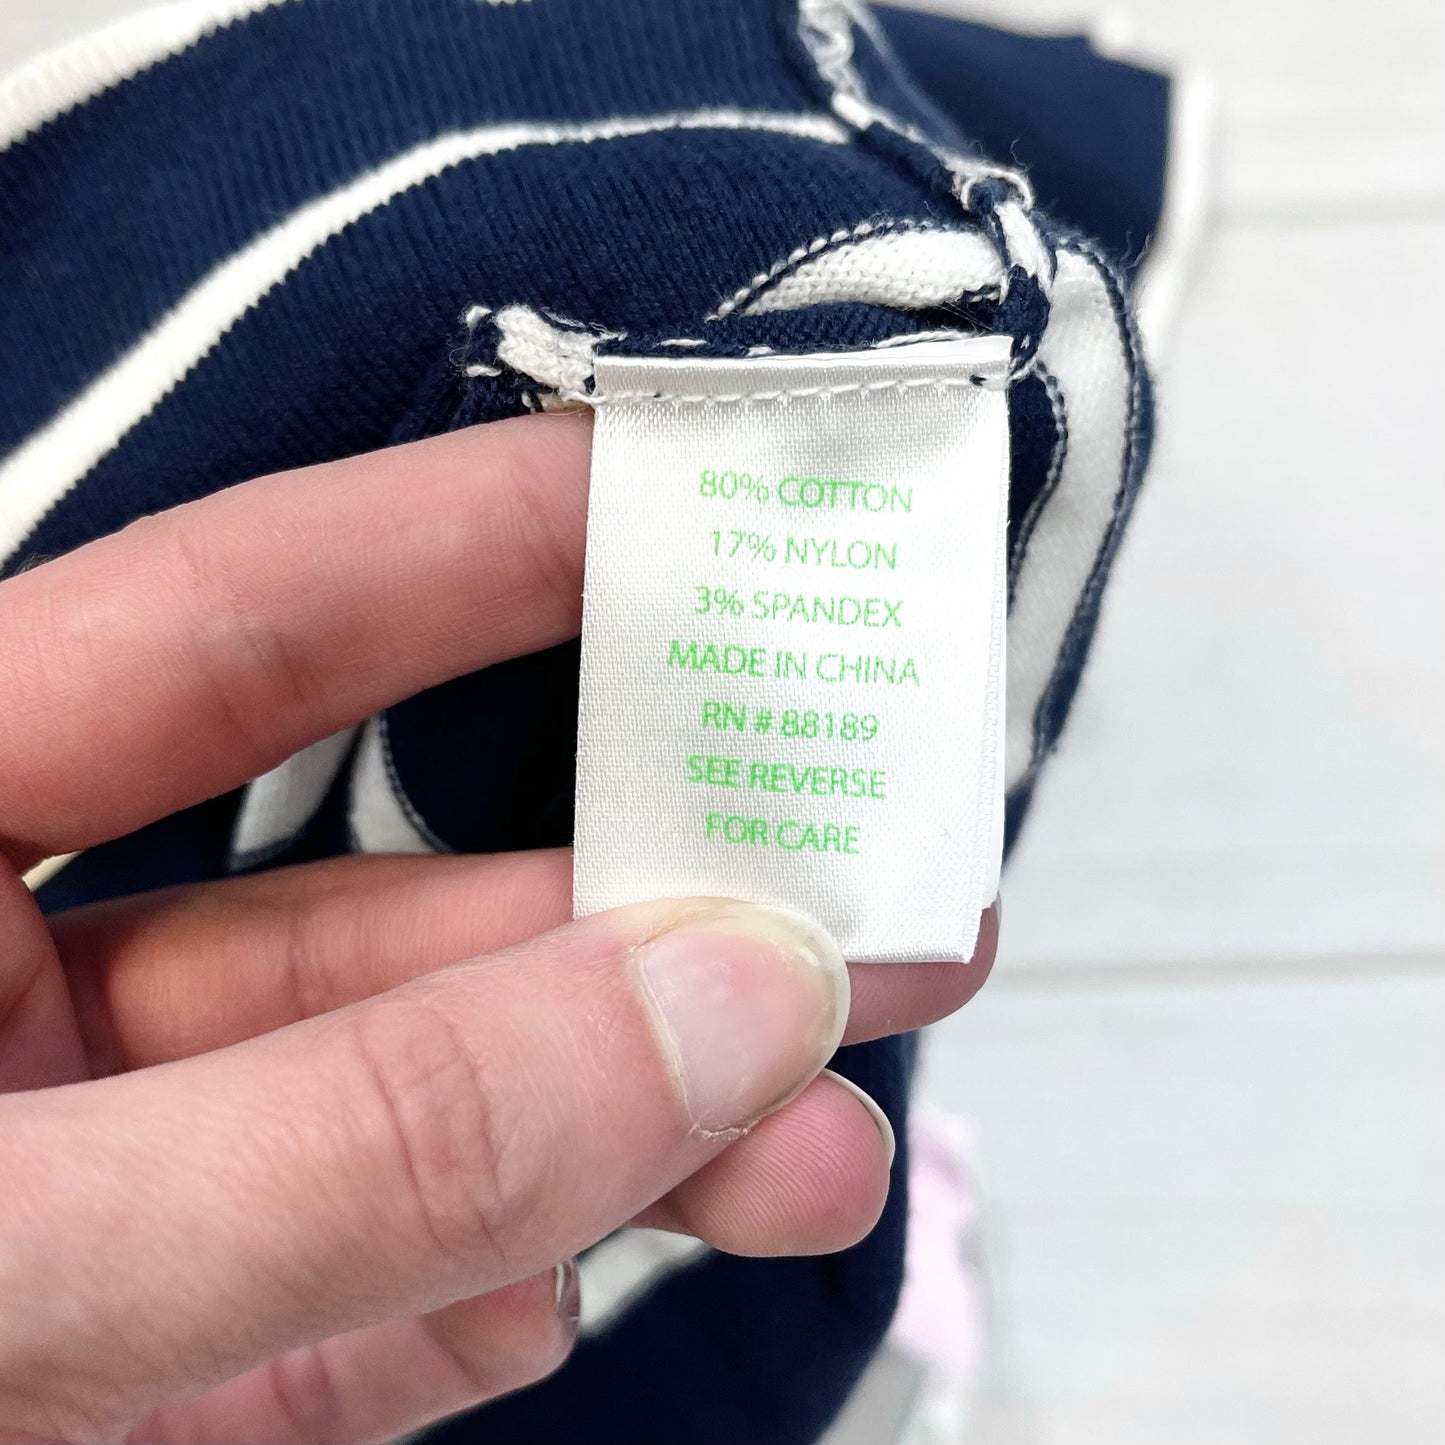 80% COTTON
17% NYLON
3% SPANDEX
MADE IN CHINA
RN # 88189
SEE REVERSE
FOR CARE